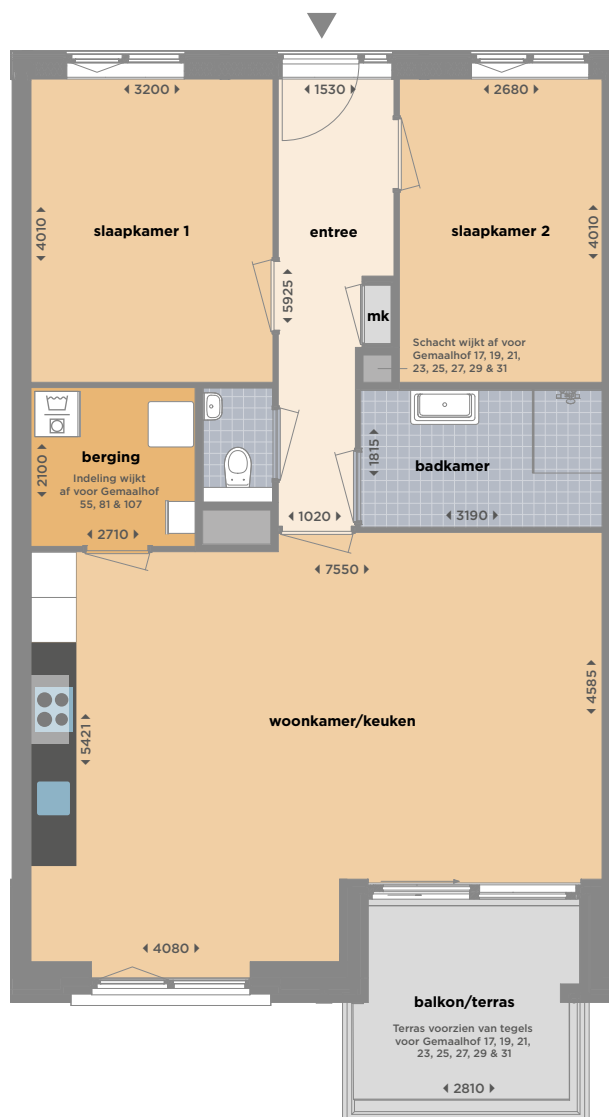 3200
1530
2680
slaapkamer 1
entree
slaapkamer 2
4010
5925
4010
mk
Schacht wijkt af voor
Gemaalhof 17, 19, 21,
23, 25, 27, 29 & 31
berging
Indeling wijkt
af voor Gemaalhof
55, 81 & 107
2100
2710
1815
badkamer
1020
3190
7550
4585
woonkamer/keuken
5421
4080
balkon/terras
Terras voorzien van tegels
voor Gemaalhof 17, 19, 21,
23, 25, 27, 29 & 31
2810